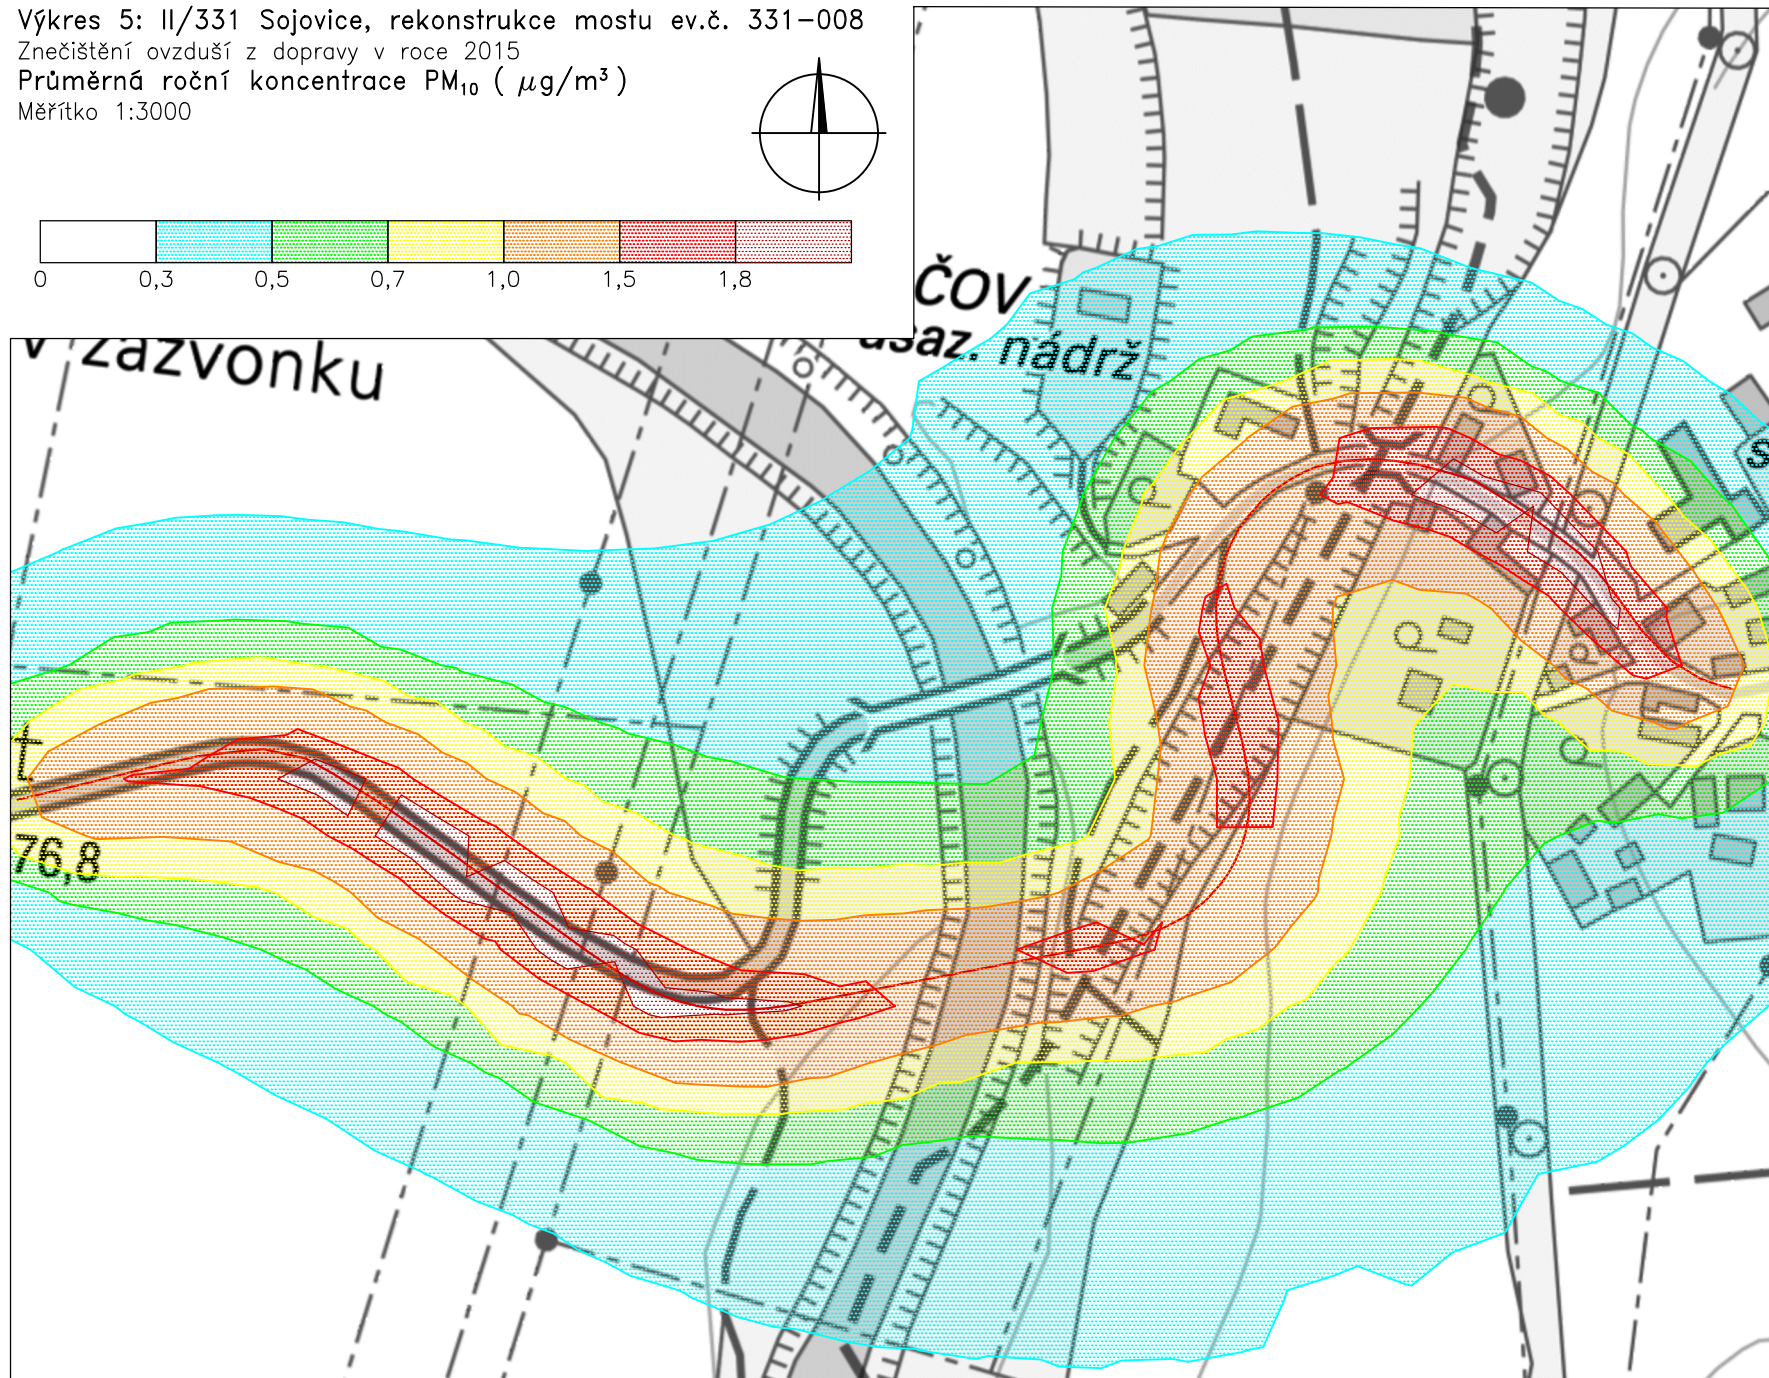 Výkres 5: II/331 Sojovice, rekonstrukce mostu ev.č. 331-008
Znečištění ovzduší z dopravy v roce 2015
Průměrná roční koncentrace PM₁₀ ( μg/m³ )
Měřítko 1:3000
0 0,3 0,5 0,7 1,0 1,5 1,8
ČOV
usaz. nádrž
V zázvonku
76,8